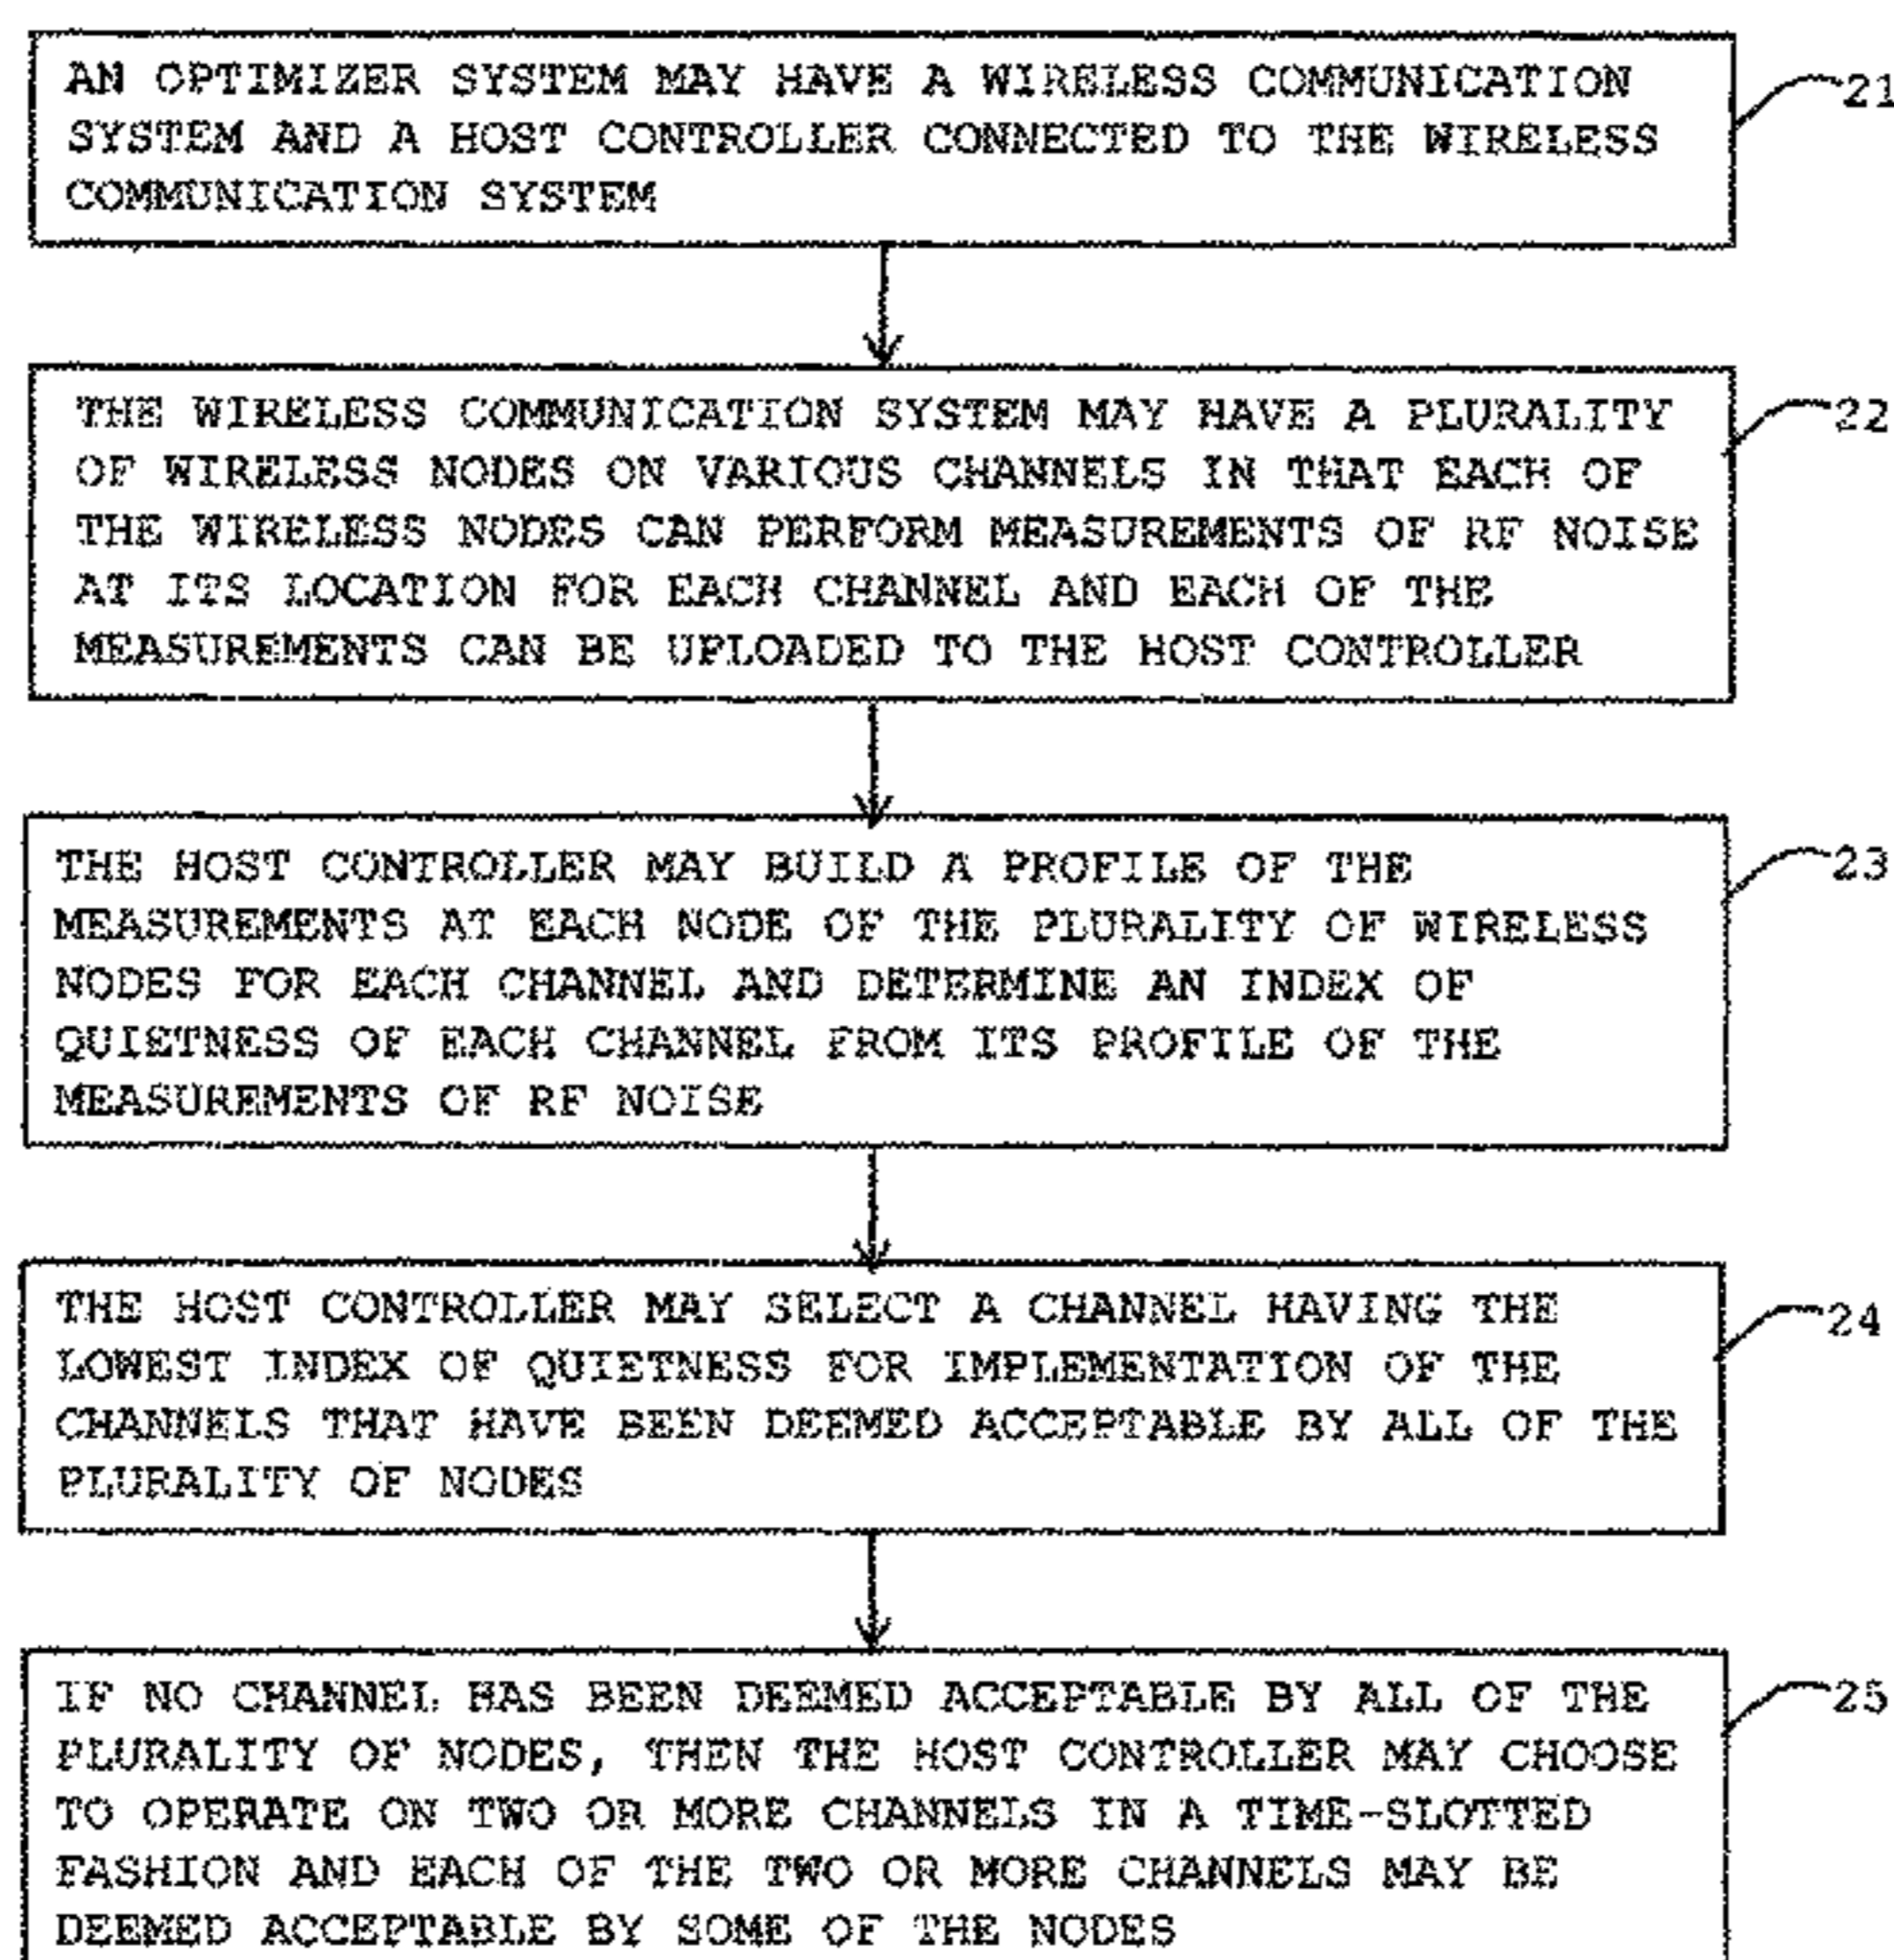 AN OPTIMIZER SYSTEM MAY HAVE A WIRELESS COMMUNICATION
SYSTEM AND A HOST CONTROLLER CONNECTED TO THE WIRELESS
COMMUNICATION SYSTEM
21
THE WIRELESS COMMUNICATION SYSTEM MAY HAVE A PLURALITY
OF WIRELESS NODES ON VARIOUS CHANNELS IN THAT EACH OF
THE WIRELESS NODES CAN PERFORM MEASUREMENTS OF RF NOISE
AT ITS LOCATION FOR EACH CHANNEL AND EACH OF THE
MEASUREMENTS CAN BE UPLOADED TO THE HOST CONTROLLER
22
THE HOST CONTROLLER MAY BUILD A PROFILE OF THE
MEASUREMENTS AT EACH NODE OF THE PLURALITY OF WIRELESS
NODES FOR EACH CHANNEL AND DETERMINE AN INDEX OF
QUIETNESS OF EACH CHANNEL FROM ITS PROFILE OF THE
MEASUREMENTS OF RF NOISE
23
THE HOST CONTROLLER MAY SELECT A CHANNEL HAVING THE
LOWEST INDEX OF QUIETNESS FOR IMPLEMENTATION OF THE
CHANNELS THAT HAVE BEEN DEEMED ACCEPTABLE BY ALL OF THE
PLURALITY OF NODES
24
IF NO CHANNEL HAS BEEN DEEMED ACCEPTABLE BY ALL OF THE
PLURALITY OF NODES, THEN THE HOST CONTROLLER MAY CHOOSE
TO OPERATE ON TWO OR MORE CHANNELS IN A TIME-SLOTTED
FASHION AND EACH OF THE TWO OR MORE CHANNELS MAY BE
DEEMED ACCEPTABLE BY SOME OF THE NODES
25